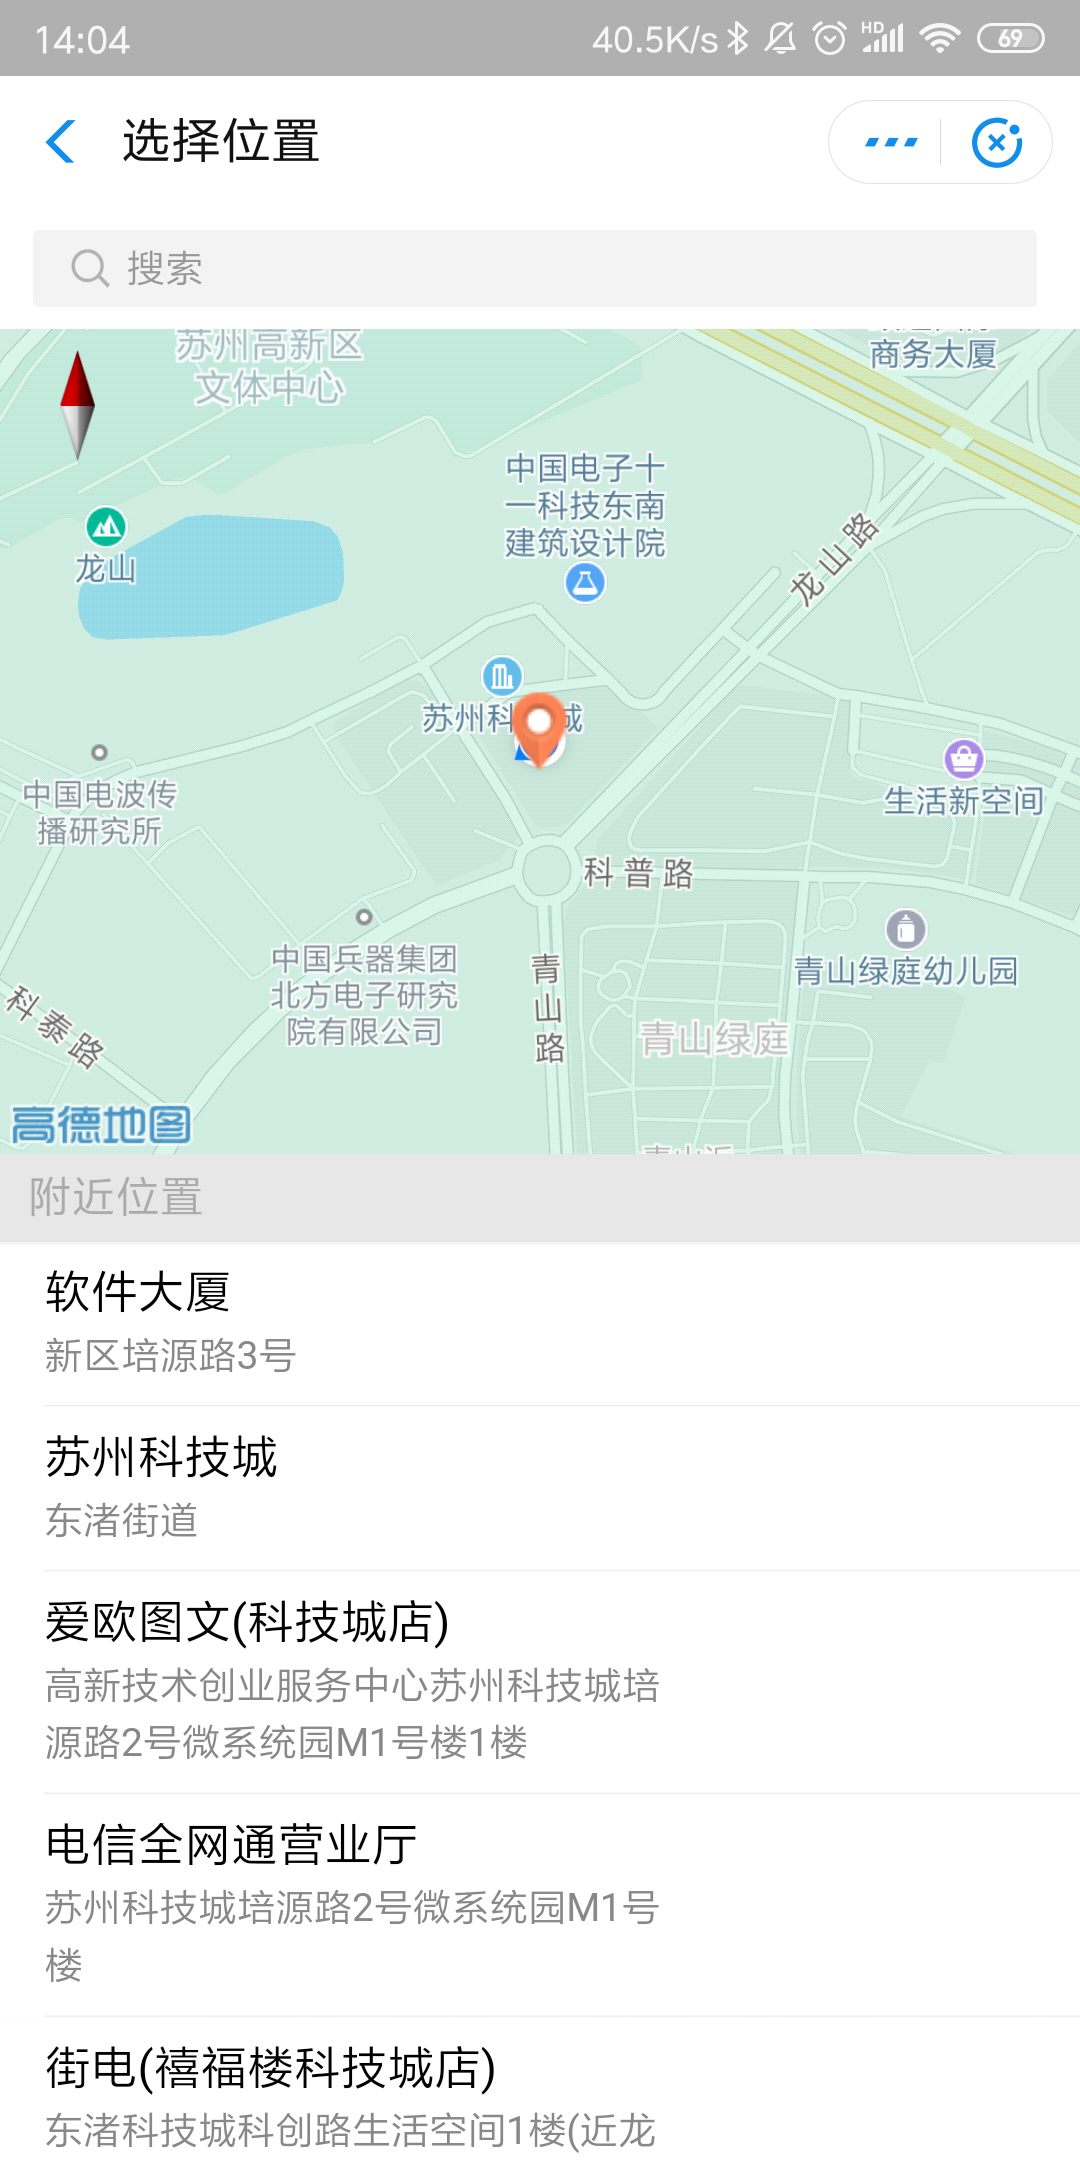 14:04
40.5K/s
HD
69
选择位置
搜索
苏州高新区
文体中心
商务大厦
中国电子十
一科技东南
建筑设计院
龙山路
龙山
苏州科
城
中国电波传
播研究所
生活新空间
科普路
青山绿庭幼儿园
中国兵器集团
北方电子研究
院有限公司
青山路
科泰路
青山绿庭
高德地图
附近位置
软件大厦
新区培源路3号
苏州科技城
东渚街道
爱欧图文(科技城店)
高新技术创业服务中心苏州科技城培
源路2号微系统园M1号楼1楼
电信全网通营业厅
苏州科技城培源路2号微系统园M1号
楼
街电(禧福楼科技城店)
东渚科技城科创路生活空间1楼(近龙